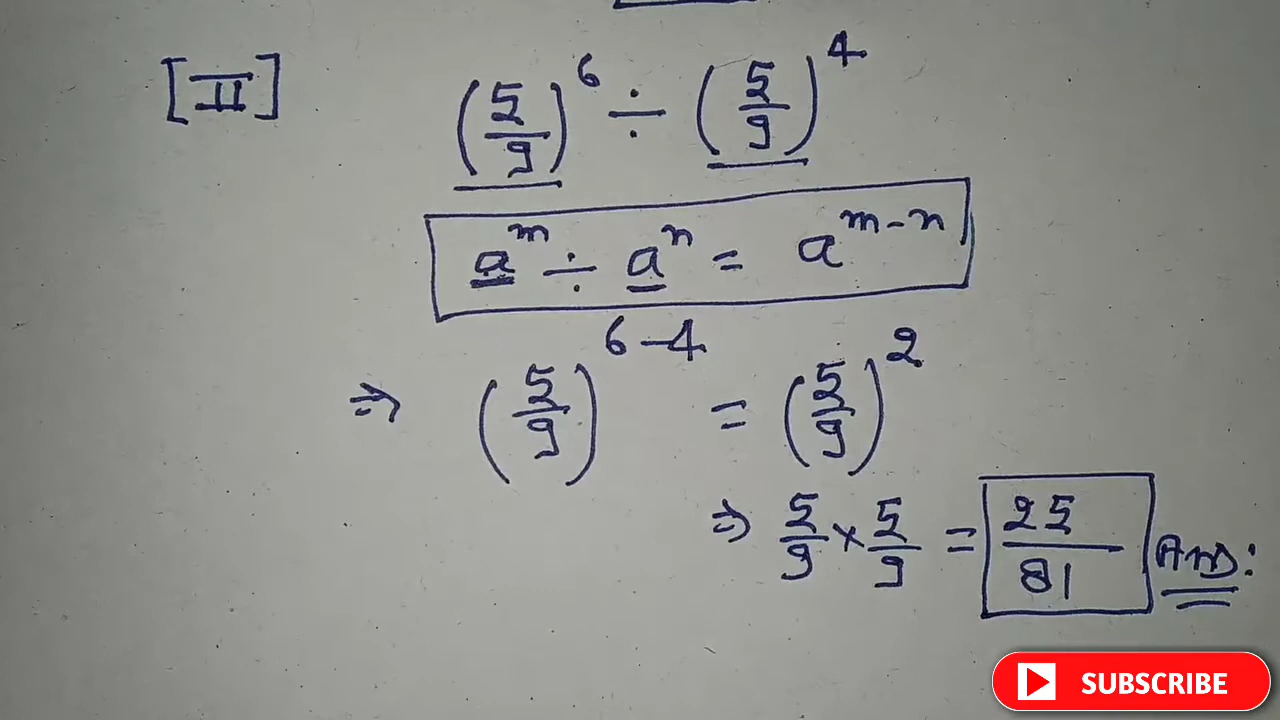 [II] (5/9)^6 ÷ (5/9)^4
a^m ÷ a^n = a^(m-n)
⇒ (5/9)^(6-4) = (5/9)^2
⇒ 5/9 × 5/9 = 25/81 Ans:
SUBSCRIBE